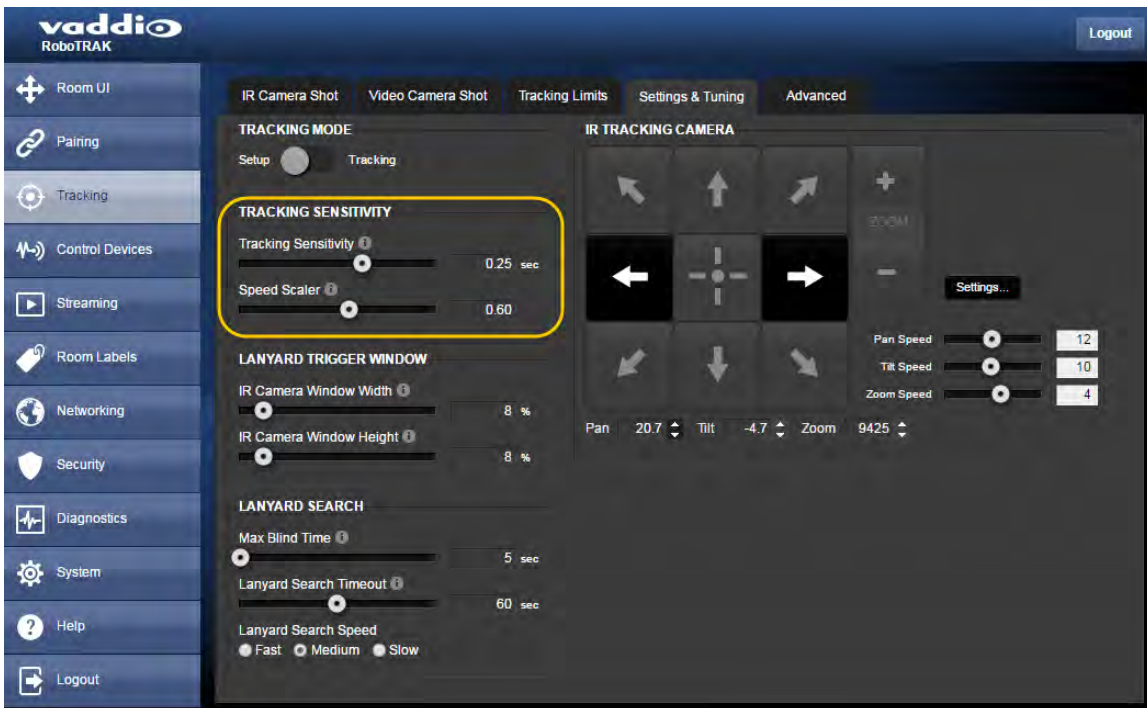 vaddio
RoboTRAK
Logout
Room UI
Pairing
Tracking
Control Devices
Streaming
Room Labels
Networking
Security
Diagnostics
System
Help
Logout
IR Camera Shot Video Camera Shot Tracking Limits Settings & Tuning Advanced
TRACKING MODE
Setup Tracking
TRACKING SENSITIVITY
Tracking Sensitivity
0.25 sec
Speed Scaler
0.60
LANYARD TRIGGER WINDOW
IR Camera Window Width
8 %
IR Camera Window Height
8 %
LANYARD SEARCH
Max Blind Time
5 sec
Lanyard Search Timeout
60 sec
Lanyard Search Speed
Fast Medium Slow
IR TRACKING CAMERA
ZOOM
Settings...
Pan Speed 12
Tilt Speed 10
Zoom Speed 4
Pan 20.7 Tilt -4.7 Zoom 9425